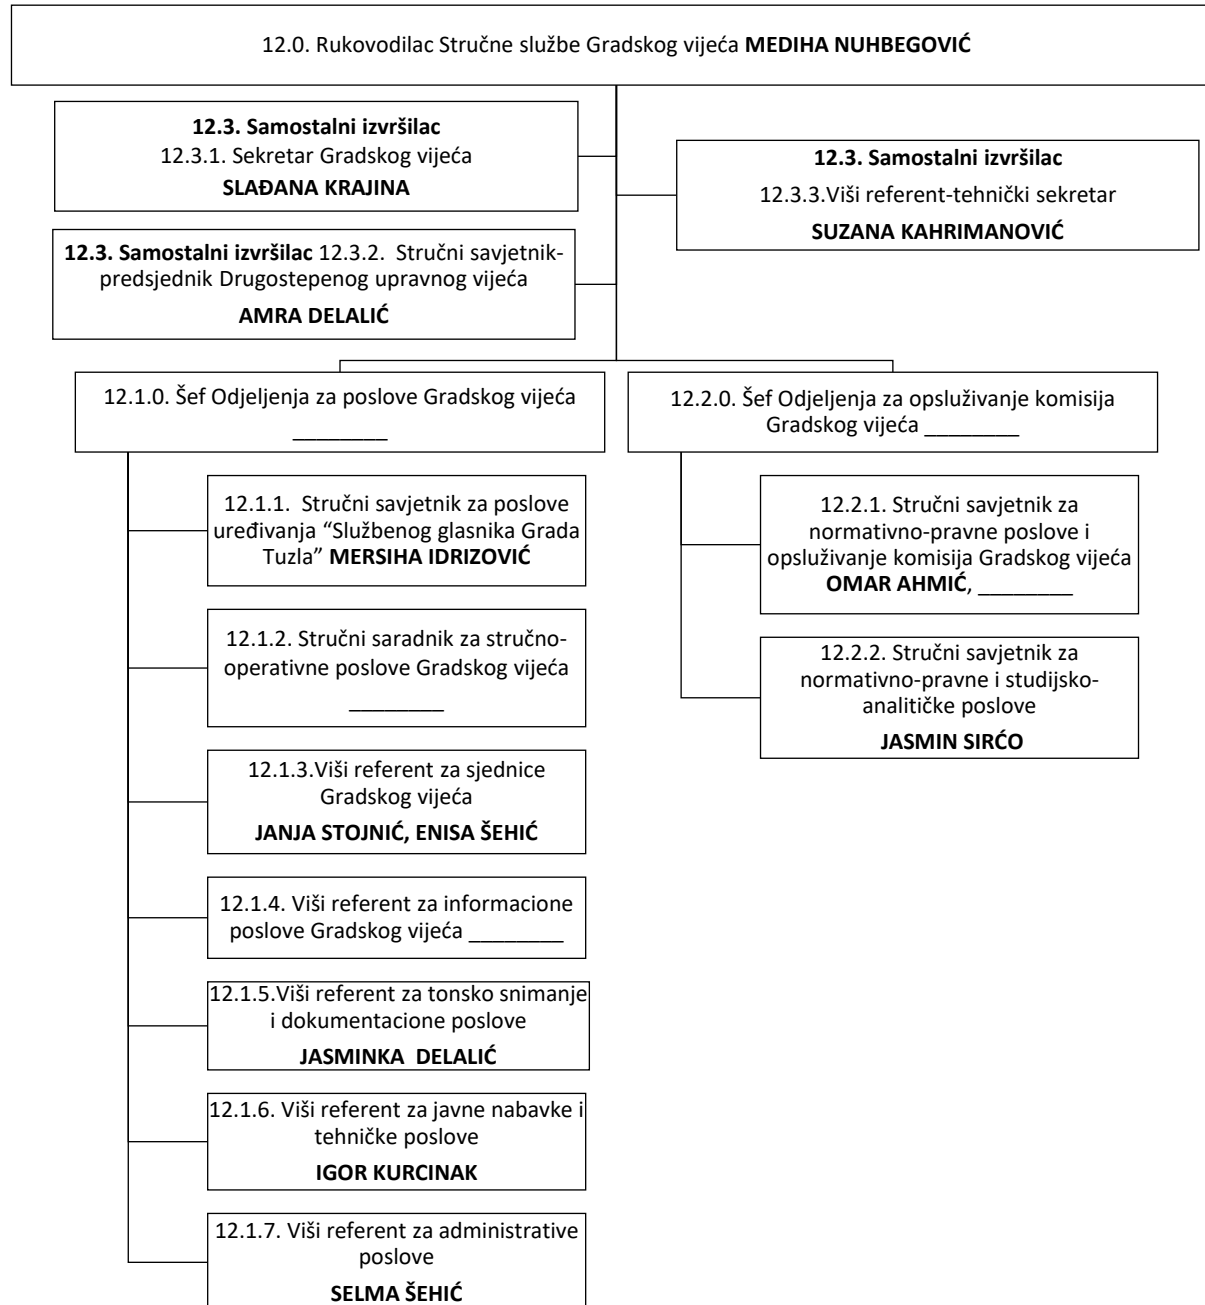 12.0. Rukovodilac Stručne službe Gradskog vijeća MEDIHA NUHBEGOVIĆ
12.3. Samostalni izvršilac
12.3.1. Sekretar Gradskog vijeća
SLAĐANA KRAJINA
12.3. Samostalni izvršilac
12.3.3.Viši referent-tehnički sekretar
SUZANA KAHRIMANOVIĆ
12.3. Samostalni izvršilac 12.3.2. Stručni savjetnik-
predsjednik Drugostepenog upravnog vijeća
AMRA DELALIĆ
12.1.0. Šef Odjeljenja za poslove Gradskog vijeća
________
12.1.1. Stručni savjetnik za poslove
uređivanja “Službenog glasnika Grada
Tuzla” MERSIHA IDRIZOVIĆ
12.1.2. Stručni saradnik za stručno-
operativne poslove Gradskog vijeća
________
12.1.3.Viši referent za sjednice
Gradskog vijeća
JANJA STOJNIĆ, ENISA ŠEHIĆ
12.1.4. Viši referent za informacione
poslove Gradskog vijeća ________
12.1.5.Viši referent za tonsko snimanje
i dokumentacione poslove
JASMINKA DELALIĆ
12.1.6. Viši referent za javne nabavke i
tehničke poslove
IGOR KURCINAK
12.1.7. Viši referent za administrative
poslove
SELMA ŠEHIĆ
12.2.0. Šef Odjeljenja za opsluživanje komisija
Gradskog vijeća ________
12.2.1. Stručni savjetnik za
normativno-pravne poslove i
opsluživanje komisija Gradskog vijeća
OMAR AHMIĆ, ________
12.2.2. Stručni savjetnik za
normativno-pravne i studijsko-
analitičke poslove
JASMIN SIRĆO